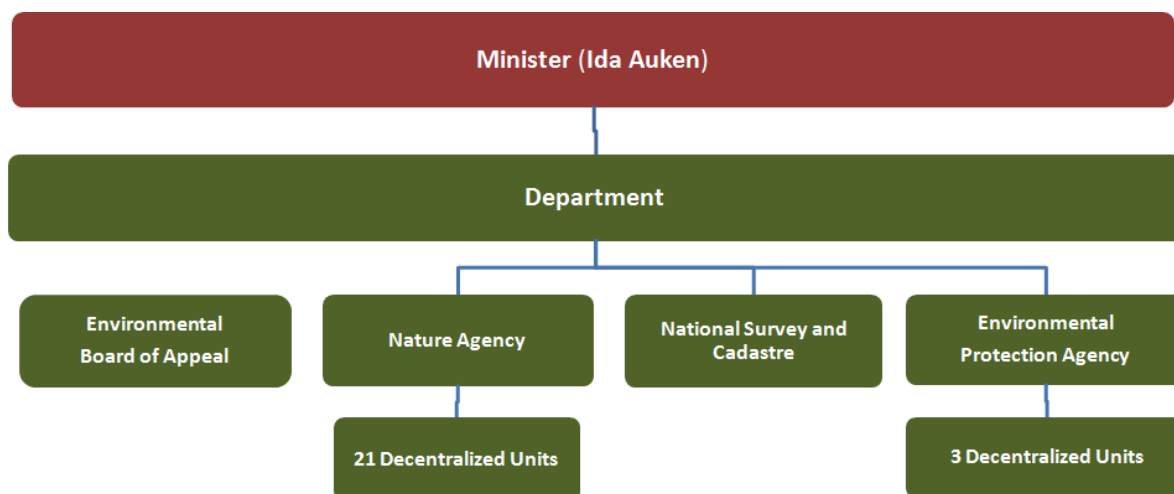 Minister (Ida Auken)
Department
Environmental
Board of Appeal
Nature Agency
National Survey and
Cadastre
Environmental
Protection Agency
21 Decentralized Units
3 Decentralized Units